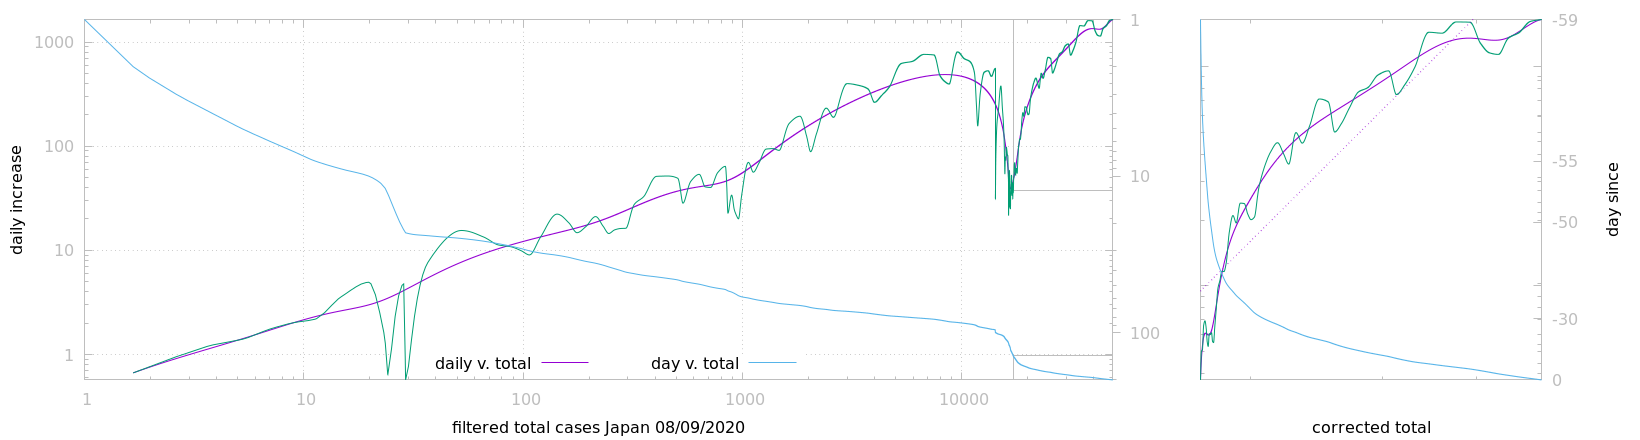 daily increase
1000
100
10
1
1
10
100
1000
10000
filtered total cases Japan 08/09/2020
daily v. total
day v. total
1
10
100
-59
-55
-50
-30
0
day since
corrected total